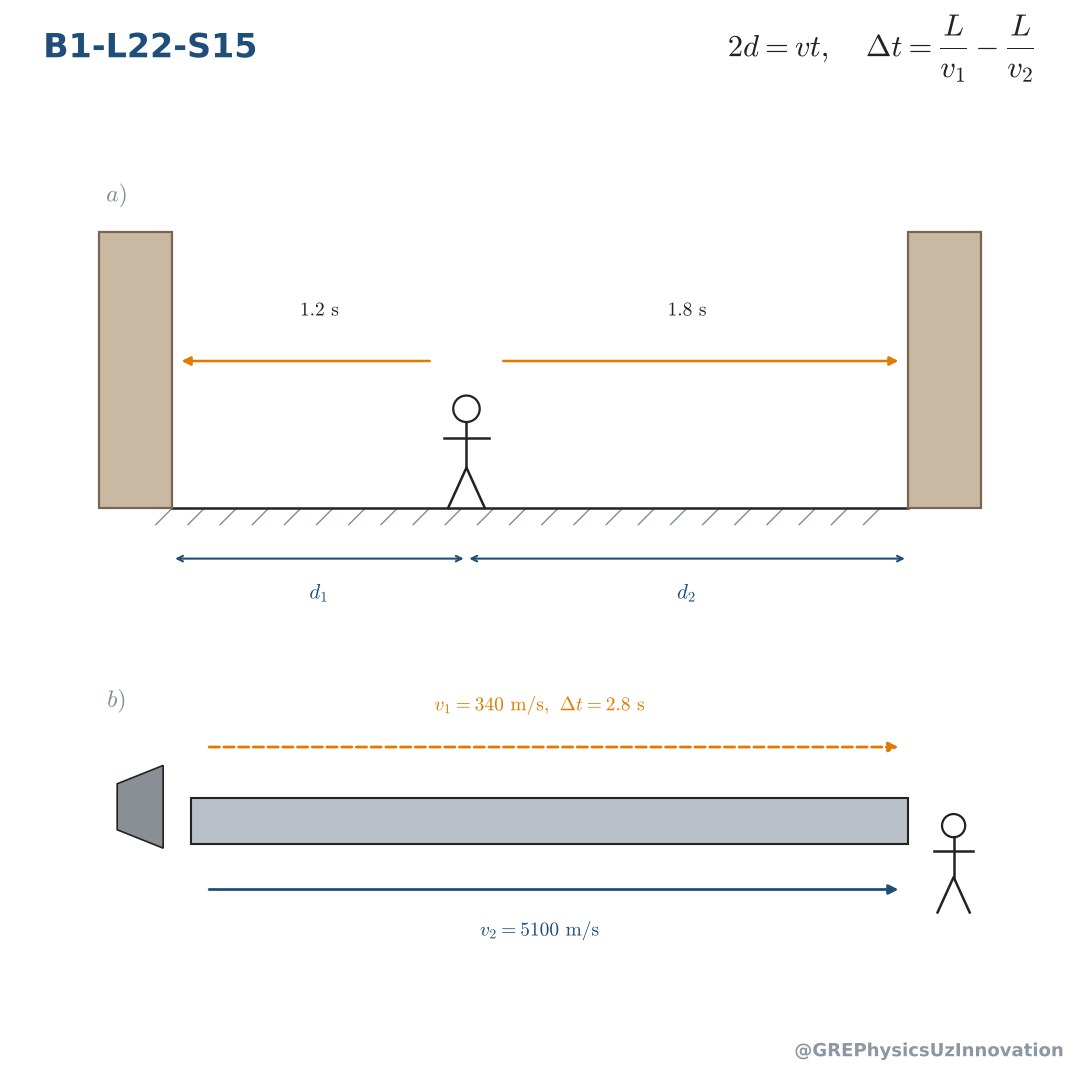 B1-L22-S15
2d = vt, Δt = L/v₁ − L/v₂
a)
1.2 s
1.8 s
d₁
d₂
b)
v₁ = 340 m/s, Δt = 2.8 s
v₂ = 5100 m/s
@GREPhysicsUzInnovation